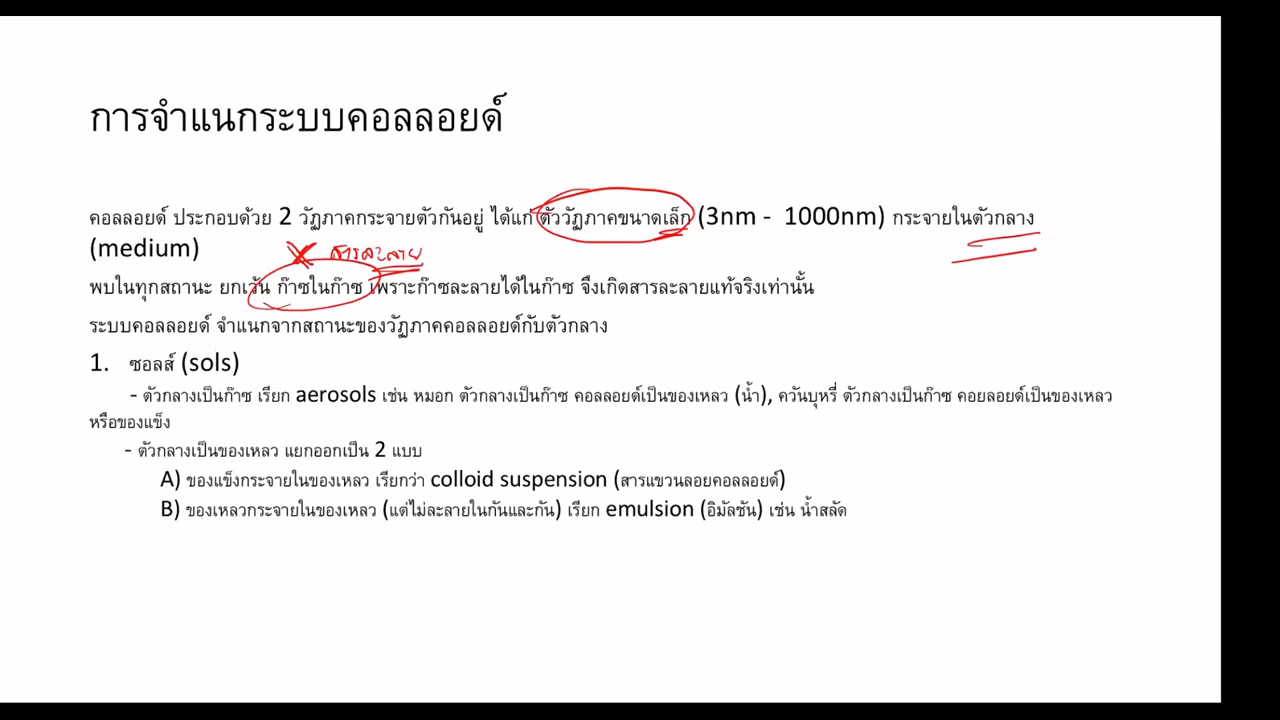 การจำแนกระบบคอลลอยด์
คอลลอยด์ ประกอบด้วย 2 วัฏภาคกระจายตัวกันอยู่ ได้แก่ ตัววัฏภาคขนาดเล็ก (3nm - 1000nm) กระจายในตัวกลาง
(medium)
สารละลาย
พบในทุกสถานะ ยกเว้น ก๊าซในก๊าซ เพราะก๊าซละลายได้ในก๊าซ จึงเกิดสารละลายแท้จริงเท่านั้น
ระบบคอลลอยด์ จำแนกจากสถานะของวัฏภาคคอลลอยด์กับตัวกลาง
1. ซอลส์ (sols)
- ตัวกลางเป็นก๊าซ เรียก aerosols เช่น หมอก ตัวกลางเป็นก๊าซ คอลลอยด์เป็นของเหลว (น้ำ), ควันบุหรี่ ตัวกลางเป็นก๊าซ คอยลอยด์เป็นของเหลว
หรือของแข็ง
- ตัวกลางเป็นของเหลว แยกออกเป็น 2 แบบ
A) ของแข็งกระจายในของเหลว เรียกว่า colloid suspension (สารแขวนลอยคอลลอยด์)
B) ของเหลวกระจายในของเหลว (แต่ไม่ละลายในกันและกัน) เรียก emulsion (อิมัลชัน) เช่น น้ำสลัด